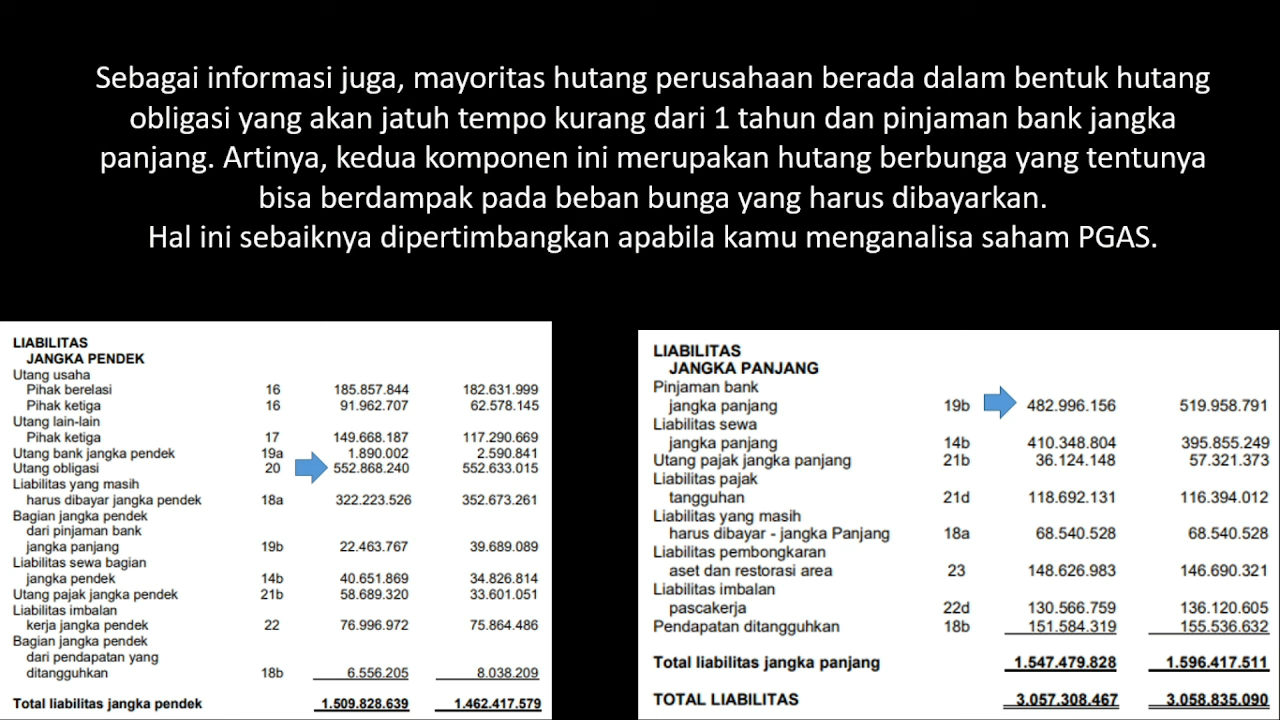 Sebagai informasi juga, mayoritas hutang perusahaan berada dalam bentuk hutang
obligasi yang akan jatuh tempo kurang dari 1 tahun dan pinjaman bank jangka
panjang. Artinya, kedua komponen ini merupakan hutang berbunga yang tentunya
bisa berdampak pada beban bunga yang harus dibayarkan.
Hal ini sebaiknya dipertimbangkan apabila kamu menganalisa saham PGAS.
LIABILITAS
JANGKA PENDEK
Utang usaha
Pihak berelasi 16 185.857.844 182.631.999
Pihak ketiga 16 91.962.707 62.578.145
Utang lain-lain
Pihak ketiga 17 149.668.187 117.290.669
Utang bank jangka pendek 19a 1.890.002 2.590.841
Utang obligasi 20 552.868.240 552.633.015
Liabilitas yang masih
harus dibayar jangka pendek 18a 322.223.526 352.673.261
Bagian jangka pendek
dari pinjaman bank
jangka panjang 19b 22.463.767 39.689.089
Liabilitas sewa bagian
jangka pendek 14b 40.651.869 34.826.814
Utang pajak jangka pendek 21b 58.689.320 33.601.051
Liabilitas imbalan
kerja jangka pendek 22 76.996.972 75.864.486
Bagian jangka pendek
dari pendapatan yang
ditangguhkan 18b 6.556.205 8.038.209
Total liabilitas jangka pendek 1.509.828.639 1.462.417.579
LIABILITAS
JANGKA PANJANG
Pinjaman bank
jangka panjang 19b 482.996.156 519.958.791
Liabilitas sewa
jangka panjang 14b 410.348.804 395.855.249
Utang pajak jangka panjang 21b 36.124.148 57.321.373
Liabilitas pajak
tangguhan 21d 118.692.131 116.394.012
Liabilitas yang masih
harus dibayar - jangka Panjang 18a 68.540.528 68.540.528
Liabilitas pembongkaran
aset dan restorasi area 23 148.626.983 146.690.321
Liabilitas imbalan
pascakerja 22d 130.566.759 136.120.605
Pendapatan ditangguhkan 18b 151.584.319 155.536.632
Total liabilitas jangka panjang 1.547.479.828 1.596.417.511
TOTAL LIABILITAS 3.057.308.467 3.058.835.090